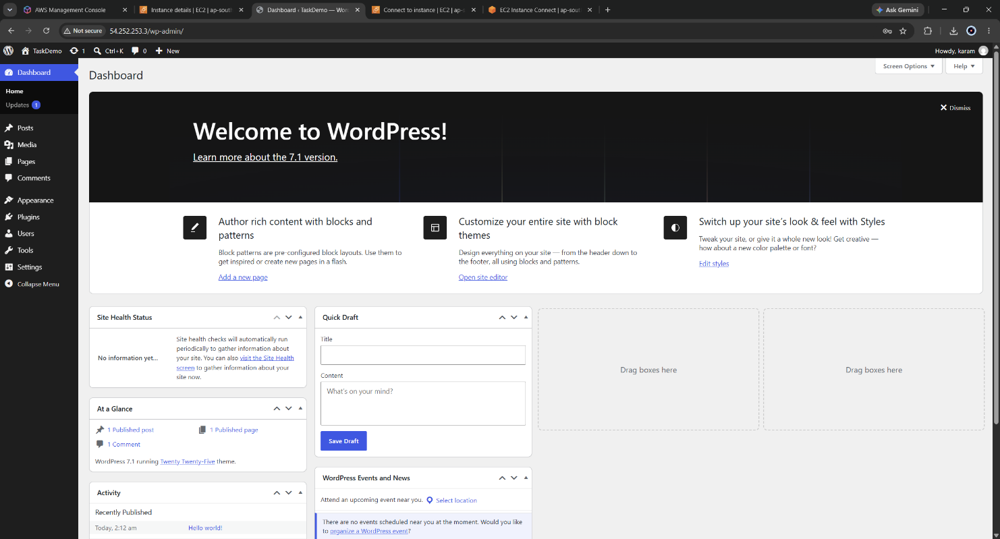 AWS Management Console
Instance details | EC2 | ap-south
Dashboard ‹ TaskDemo — Wor
Connect to instance | EC2 | ap-s
EC2 Instance Connect | ap-sout
Ask Gemini
Not secure
54.252.253.3/wp-admin/
TaskDemo
1
Ctrl+K
0
New
Howdy, karam
Dashboard
Home
Updates 1
Posts
Media
Pages
Comments
Appearance
Plugins
Users
Tools
Settings
Collapse Menu
Dashboard
Screen Options
Help
Dismiss
Welcome to WordPress!
Learn more about the 7.1 version.
Author rich content with blocks and
patterns
Block patterns are pre-configured block layouts. Use them to
get inspired or create new pages in a flash.
Add a new page
Customize your entire site with block
themes
Design everything on your site — from the header down to
the footer, all using blocks and patterns.
Open site editor
Switch up your site’s look & feel with Styles
Tweak your site, or give it a whole new look! Get creative —
how about a new color palette or font?
Edit styles
Site Health Status
No information yet…
Site health checks will automatically run
periodically to gather information about
your site. You can also visit the Site Health
screen to gather information about your
site now.
At a Glance
1 Published post
1 Published page
1 Comment
WordPress 7.1 running Twenty Twenty-Five theme.
Activity
Recently Published
Today, 2:12 am
Hello world!
Quick Draft
Title
Content
What’s on your mind?
Save Draft
WordPress Events and News
Attend an upcoming event near you.
Select location
There are no events scheduled near you at the moment. Would you like
to organize a WordPress event?
Drag boxes here
Drag boxes here